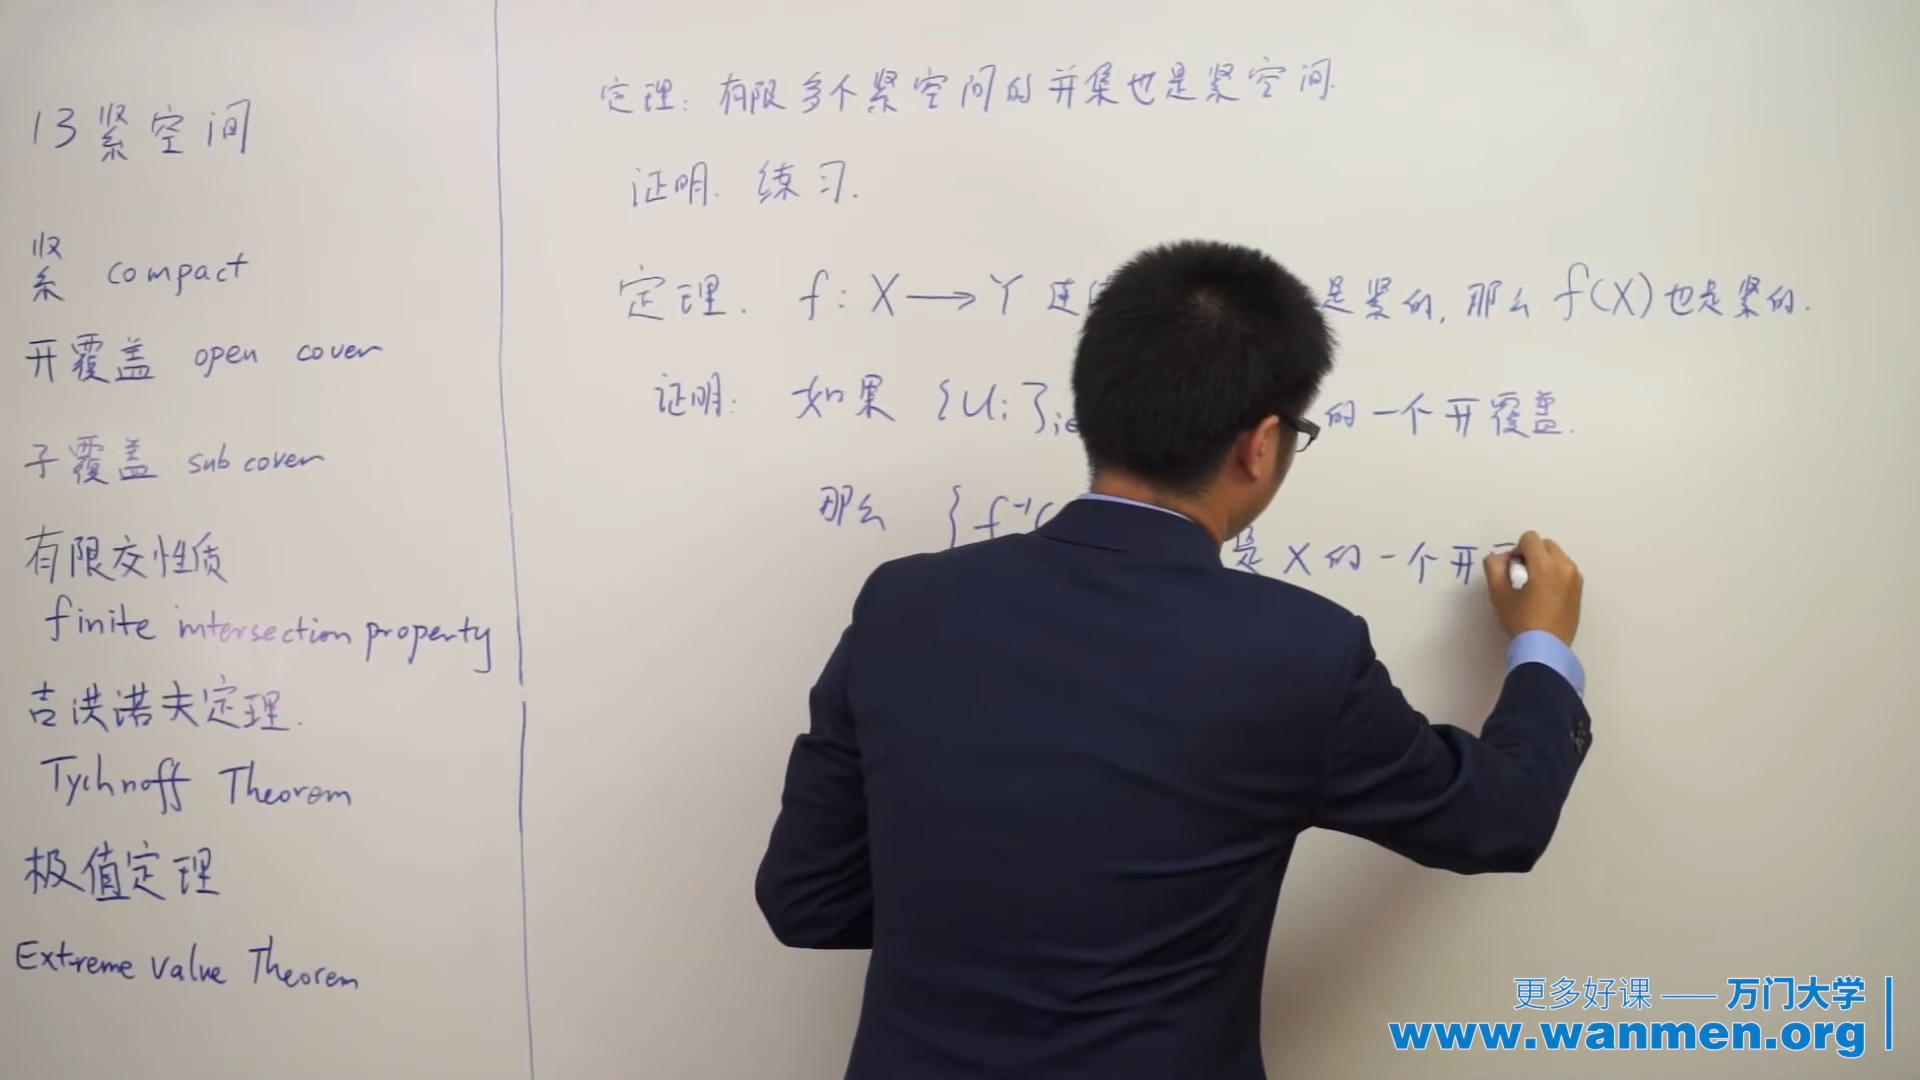 13 紧空间
紧 compact
开覆盖 open cover
子覆盖 subcover
有限交性质
finite intersection property
吉洪诺夫定理.
Tychnoff Theorem
极值定理
Extreme Value Theorem
定理: 有限多个紧空间的并集也是紧空间.
证明. 练习.
定理. f: X → Y 连 是紧的, 那么 f(X) 也是紧的.
证明: 如果 {Ui}i∈ 的一个开覆盖.
那么 {f⁻¹( 是 X 的一个开
更多好课 —— 万门大学
www.wanmen.org